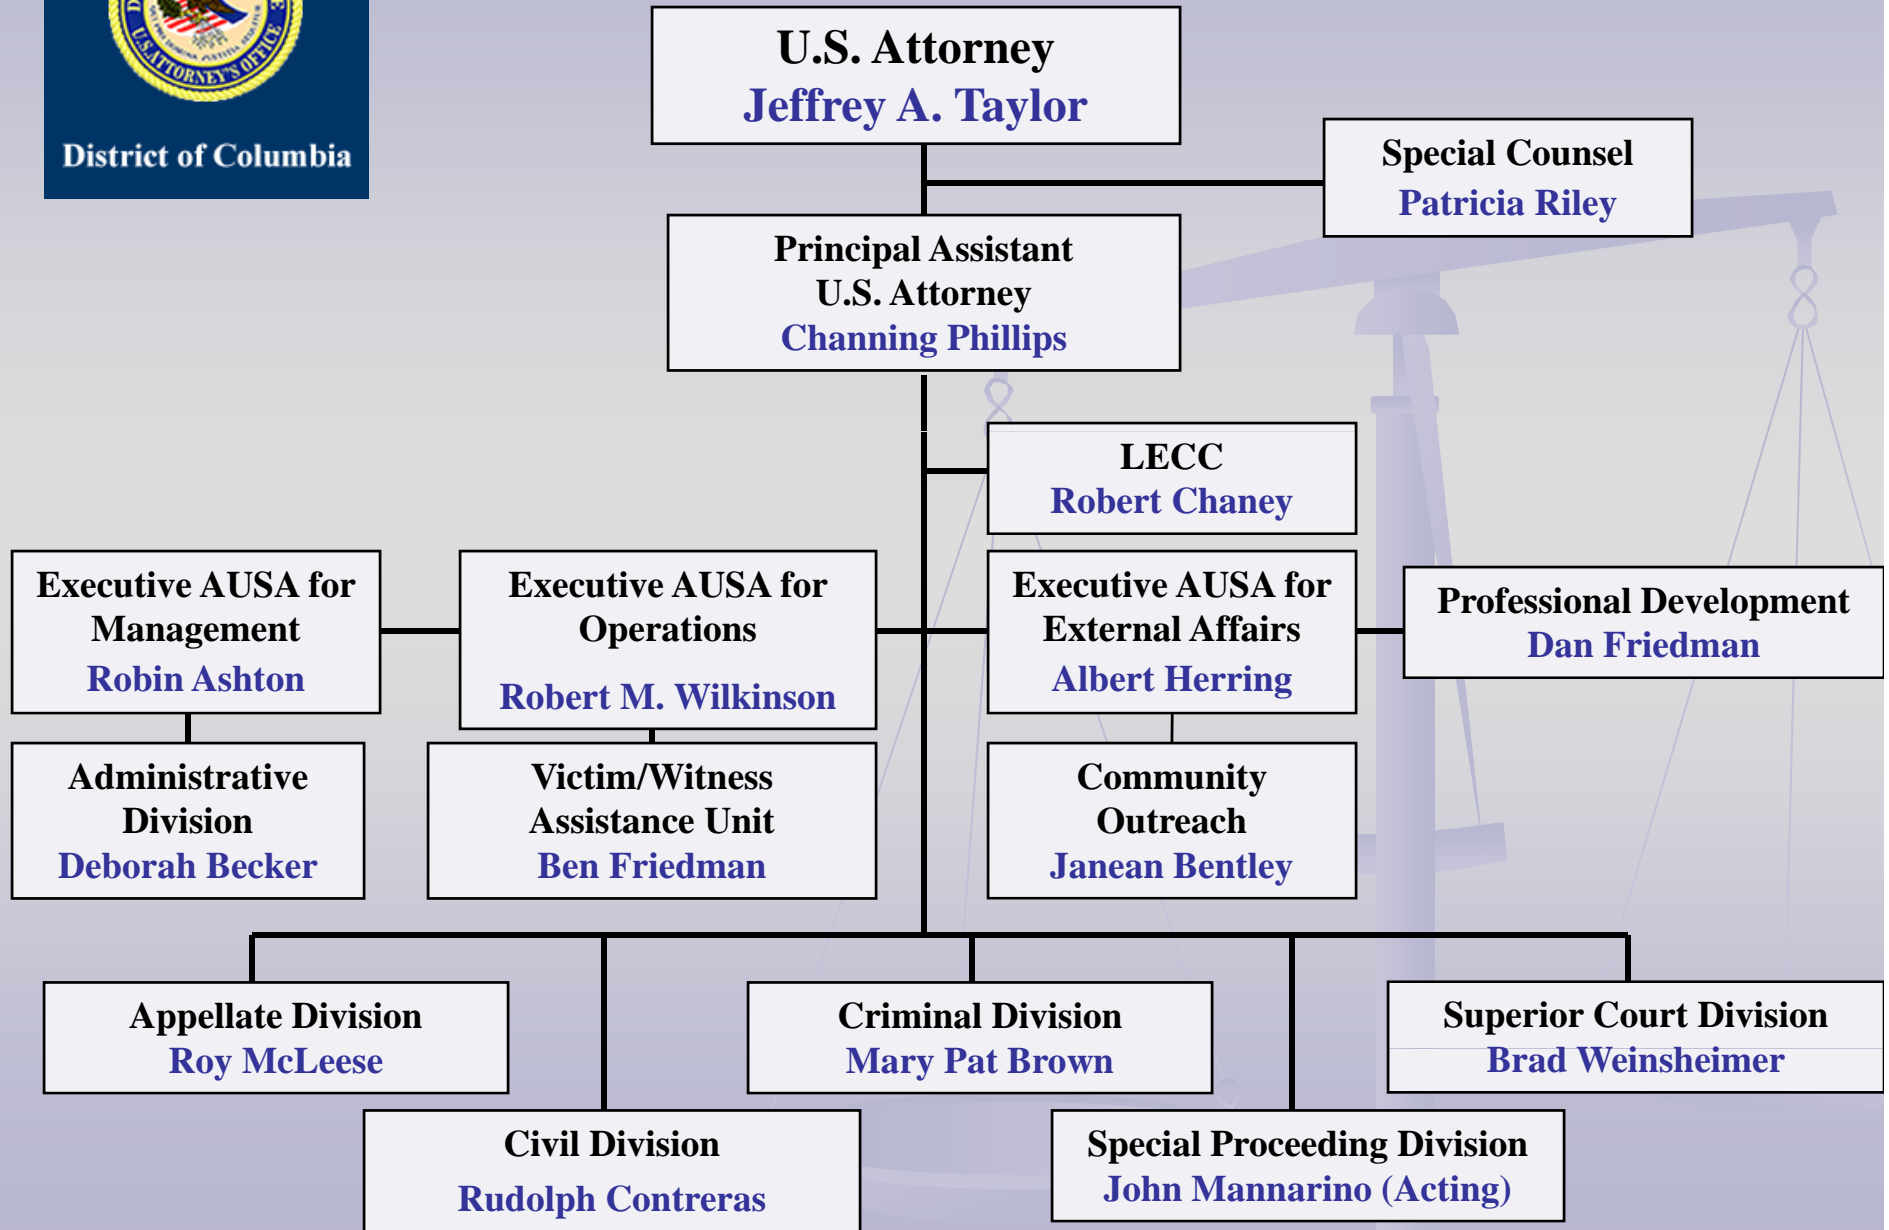 U.S. ATTORNEY'S OFFICE
District of Columbia
U.S. Attorney
Jeffrey A. Taylor
Special Counsel
Patricia Riley
Principal Assistant
U.S. Attorney
Channing Phillips
LECC
Robert Chaney
Executive AUSA for
Management
Robin Ashton
Executive AUSA for
Operations
Robert M. Wilkinson
Executive AUSA for
External Affairs
Albert Herring
Professional Development
Dan Friedman
Administrative
Division
Deborah Becker
Victim/Witness
Assistance Unit
Ben Friedman
Community
Outreach
Janean Bentley
Appellate Division
Roy McLeese
Criminal Division
Mary Pat Brown
Superior Court Division
Brad Weinsheimer
Civil Division
Rudolph Contreras
Special Proceeding Division
John Mannarino (Acting)